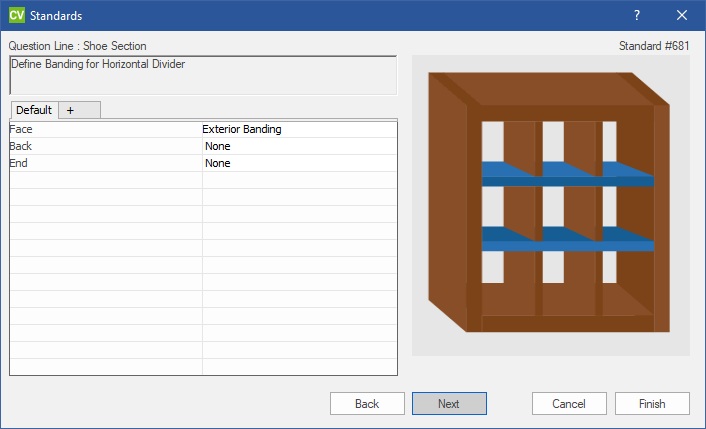 CV Standards ?
Question Line : Shoe Section Standard #681
Define Banding for Horizontal Divider
Default +
Face Exterior Banding
Back None
End None
Back Next Cancel Finish